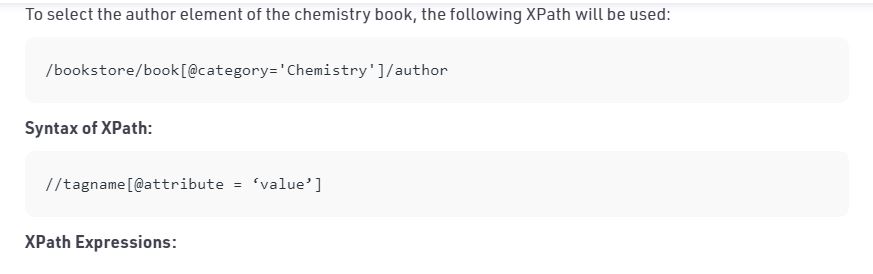 To select the author element of the chemistry book, the following XPath will be used:
/bookstore/book[@category='Chemistry']/author
Syntax of XPath:
//tagname[@attribute = ‘value’]
XPath Expressions: